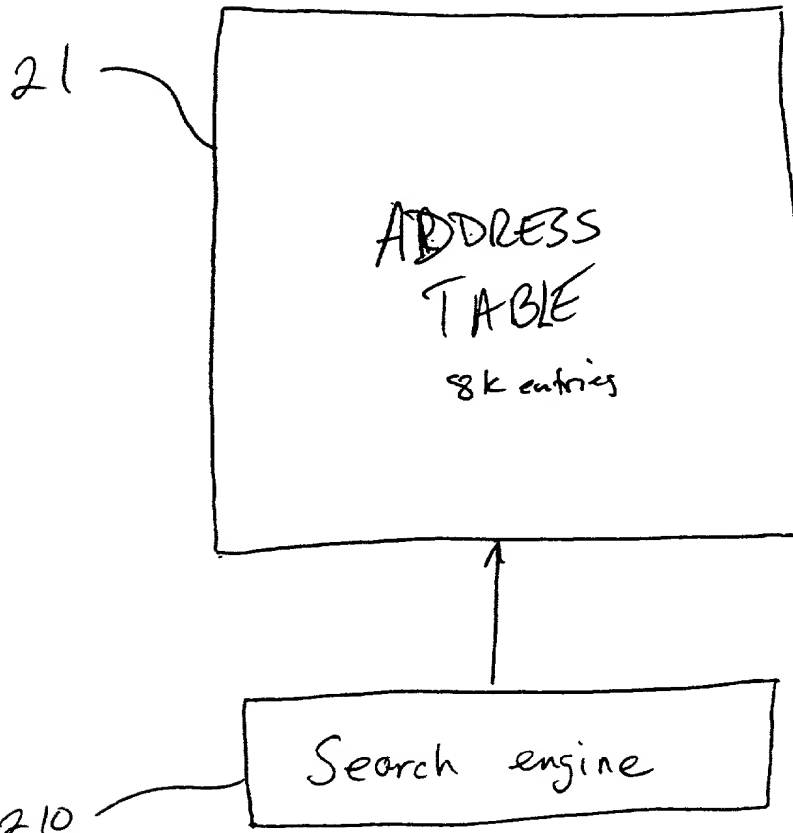 21
ADDRESS
TABLE
8k entries
Search engine
210